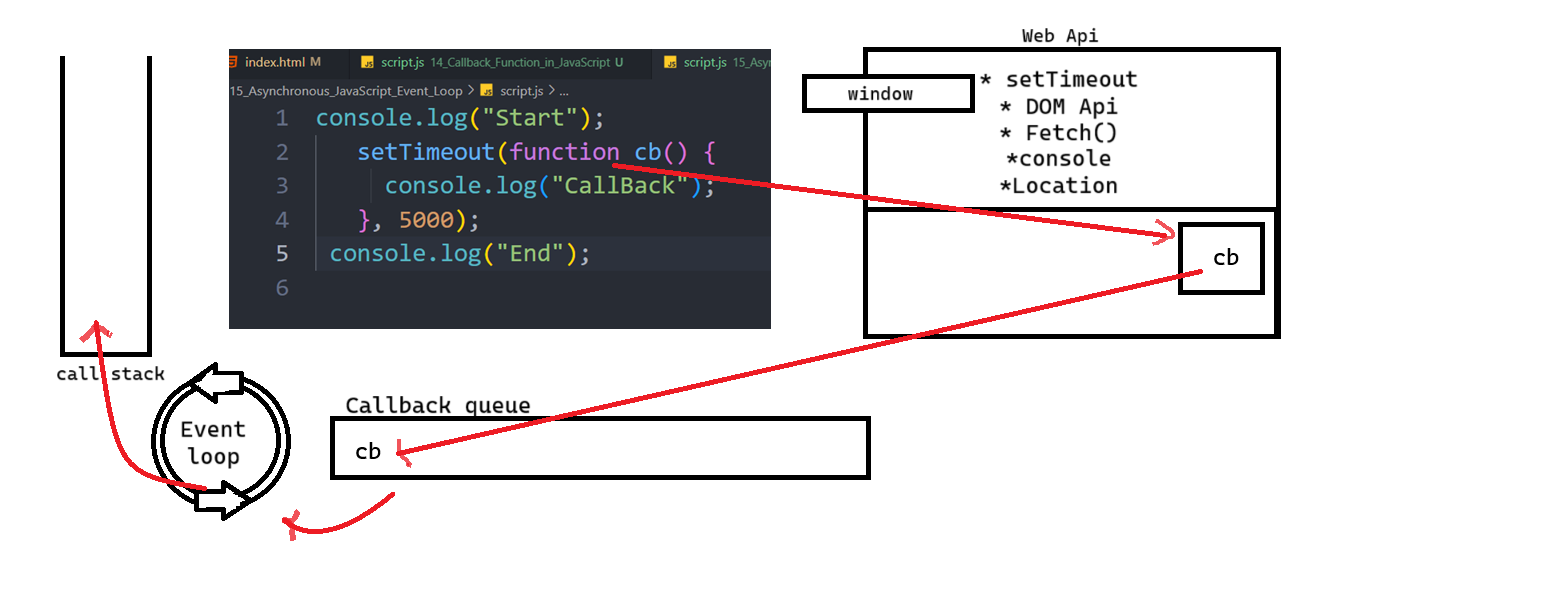 Web Api
window
* setTimeout
* DOM Api
* Fetch()
*console
*Location
index.html M
script.js 14_Callback_Function_in_JavaScript U
script.js 15_Asy
15_Asynchronous_JavaScript_Event_Loop > script.js > ...
1 console.log("Start");
2 setTimeout(function cb() {
3 console.log("CallBack");
4 }, 5000);
5 console.log("End");
6
cb
call stack
Event
loop
Callback queue
cb